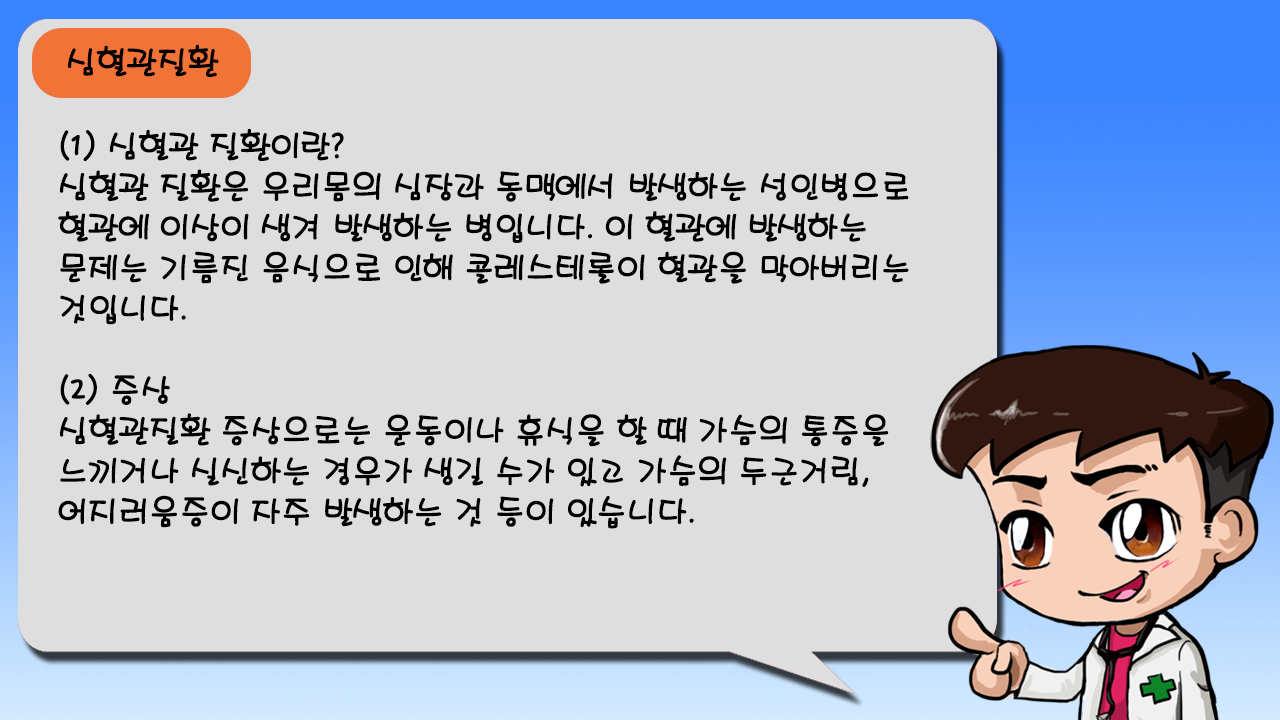 심혈관질환
(1) 심혈관 질환이란?
심혈관 질환은 우리몸의 심장과 동맥에서 발생하는 성인병으로
혈관에 이상이 생겨 발생하는 병입니다. 이 혈관에 발생하는
문제는 기름진 음식으로 인해 콜레스테롤이 혈관을 막아버리는
것입니다.
(2) 증상
심혈관질환 증상으로는 운동이나 휴식을 할 때 가슴의 통증을
느끼거나 실신하는 경우가 생길 수가 있고 가슴의 두근거림,
어지러움증이 자주 발생하는 것 등이 있습니다.